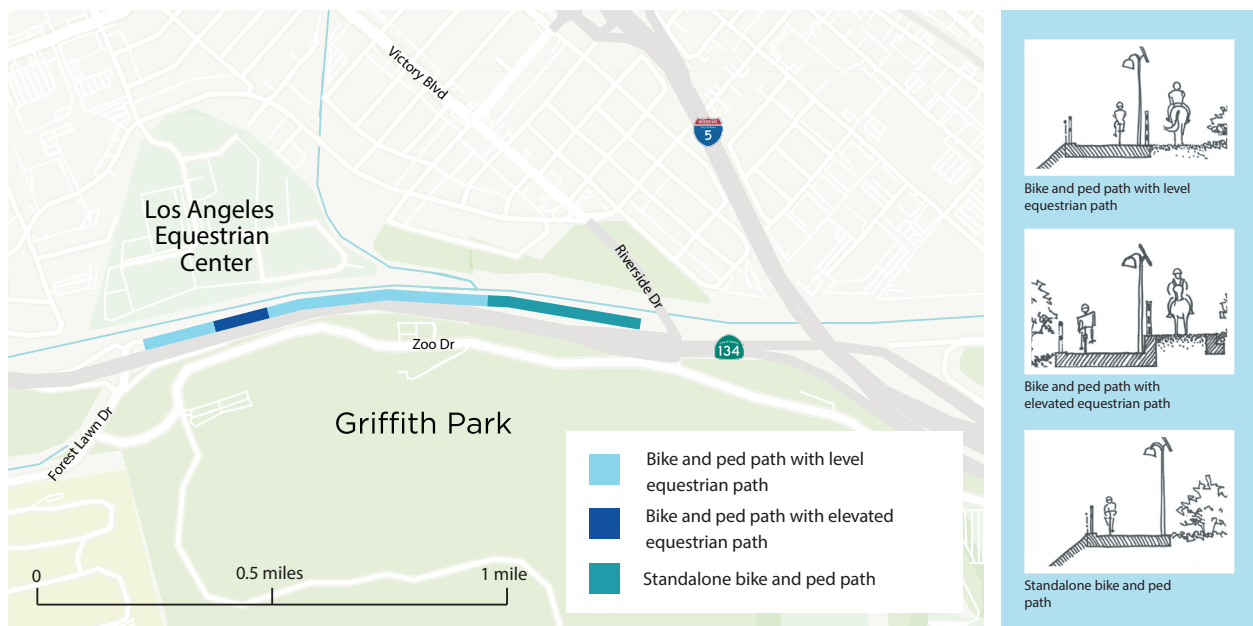 Victory Blvd
INTERSTATE
CALIFORNIA
5
Los Angeles
Equestrian
Center
Riverside Dr
Zoo Dr
CALIFORNIA
134
Forest Lawn Dr
Griffith Park
0
0.5 miles
1 mile
Bike and ped path with level
equestrian path
Bike and ped path with elevated
equestrian path
Standalone bike and ped path
Bike and ped path with level
equestrian path
Bike and ped path with
elevated equestrian path
Standalone bike and ped
path